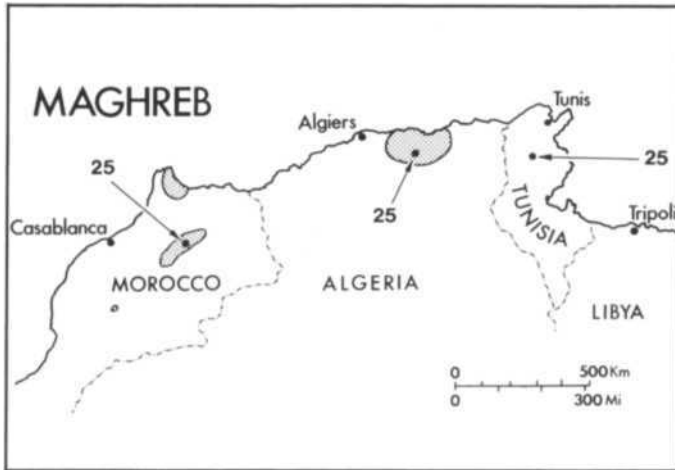 MAGHREB
Tunis
Algiers
25
25
25
Casablanca
TUNISIA
Tripoli
MOROCCO
ALGERIA
LIBYA
0 500 Km
0 300 Mi